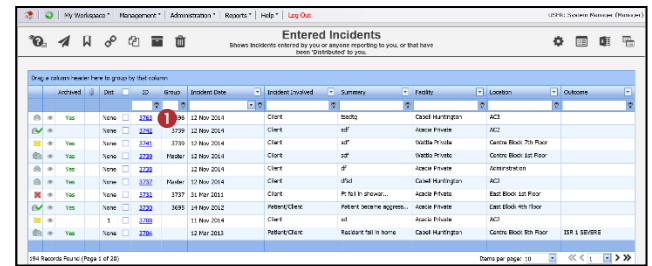 My Workspace Management Administration Reports Help Log Out
USER: System Manager (Manager)
Entered Incidents
Shows incidents entered by you or anyone reporting to you, or that have
been 'Distributed' to you.
Drag a column header here to group by that column
Archived Dist ID Group Incident Date Incident Involved Summary Facility Location Outcome
Yes None 3763 1 96 12 Nov 2014 Client tsedtg Cabell Huntington AC3
None 3742 3739 12 Nov 2014 Client sdf Acacia Private
Yes None 3741 3739 12 Nov 2014 Client sdf Wattle Private Centre Block 7th Floor
Yes None 3739 Master 12 Nov 2014 Client sdf Wattle Private Centre Block 1st Floor
None 3738 12 Nov 2014 Client df Acacia Private Adminstration
Yes None 3737 Master 12 Nov 2014 Client dfsd Cabell Huntington AC2
Yes None 3732 3737 31 Mar 2011 Client Pt fell in shower... Acacia Private East Block 1st Floor
Yes None 3730 3695 14 Nov 2012 Patient/Client Patient became aggress... Acacia Private East Block 4th Floor
1 3708 11 Nov 2014 Client sd Acacia Private AC2
Yes None 3704 12 Mar 2013 Patient/Client Resident fall in home Cabell Huntington Centre Block 5th Floor ISR 1 SEVERE
194 Records Found (Page 1 of 20) Items per page: 10 1